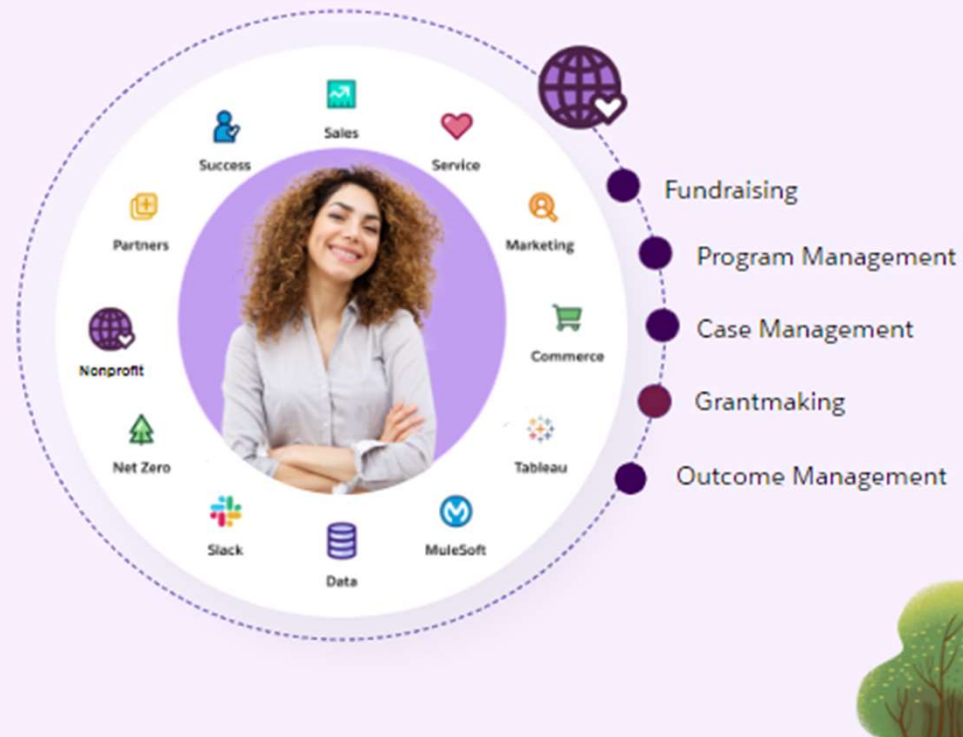 Sales
Success
Service
Partners
Marketing
Nonprofit
Commerce
Net Zero
Tableau
Slack
MuleSoft
Data
Fundraising
Program Management
Case Management
Grantmaking
Outcome Management